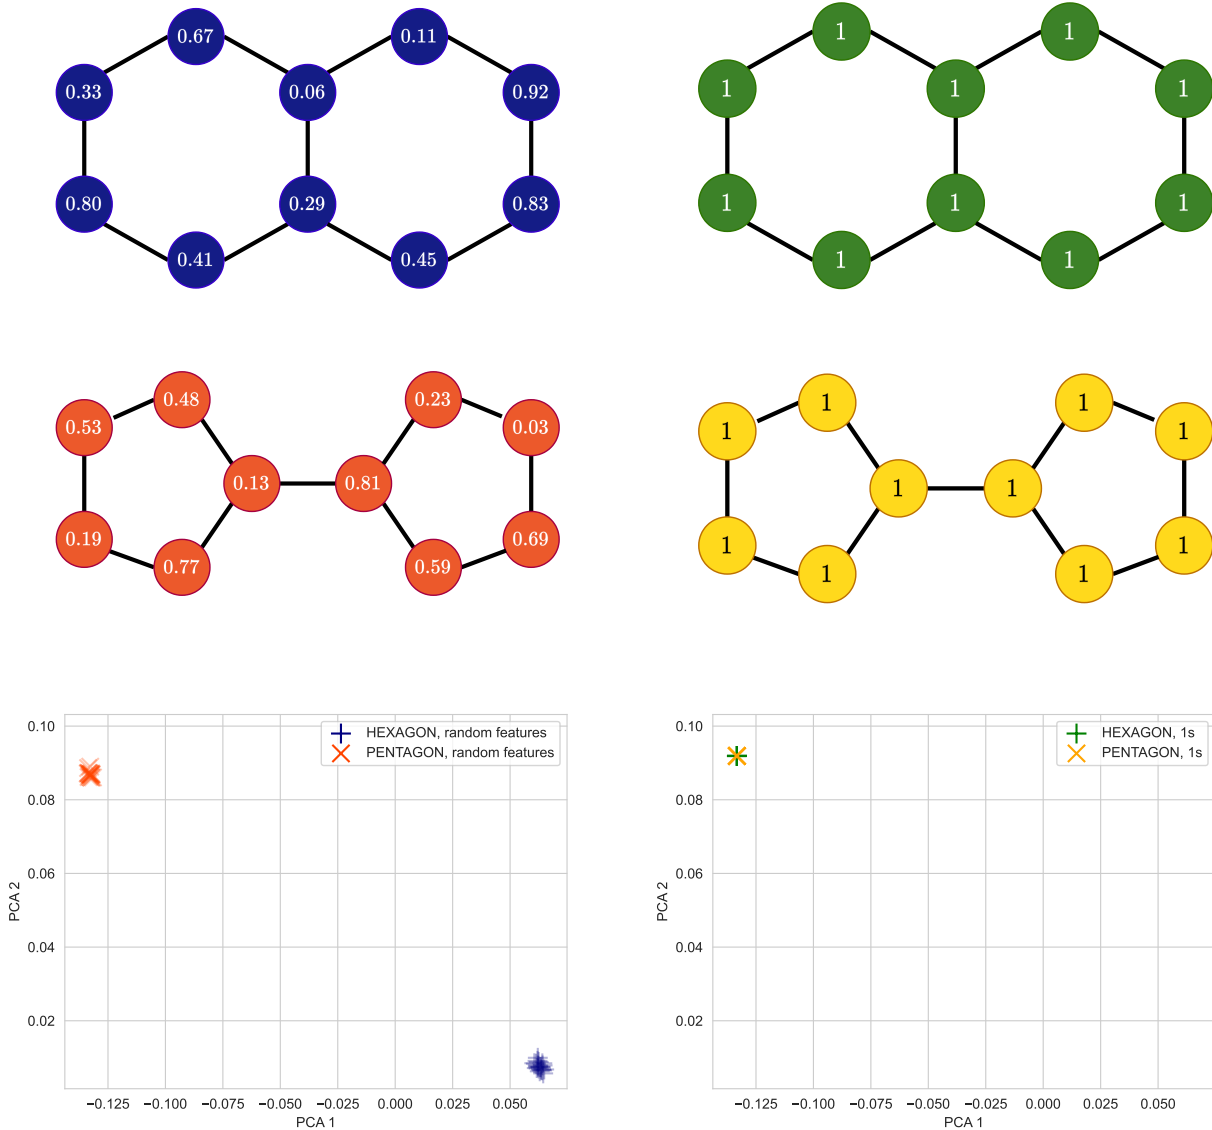 0.67 0.11 1 1
0.33 0.06 0.92 1 1 1
0.80 0.29 0.83 1 1 1
0.41 0.45 1 1
0.48 0.23 1 1
0.53 0.03 1 1
0.13 0.81 1 1
0.19 0.69 1 1
0.77 0.59 1 1
HEXAGON, random features
PENTAGON, random features
0.10
0.08
0.06
0.04
0.02
PCA 2
−0.125 −0.100 −0.075 −0.050 −0.025 0.000 0.025 0.050
PCA 1
HEXAGON, 1s
PENTAGON, 1s
0.10
0.08
0.06
0.04
0.02
PCA 2
−0.125 −0.100 −0.075 −0.050 −0.025 0.000 0.025 0.050
PCA 1